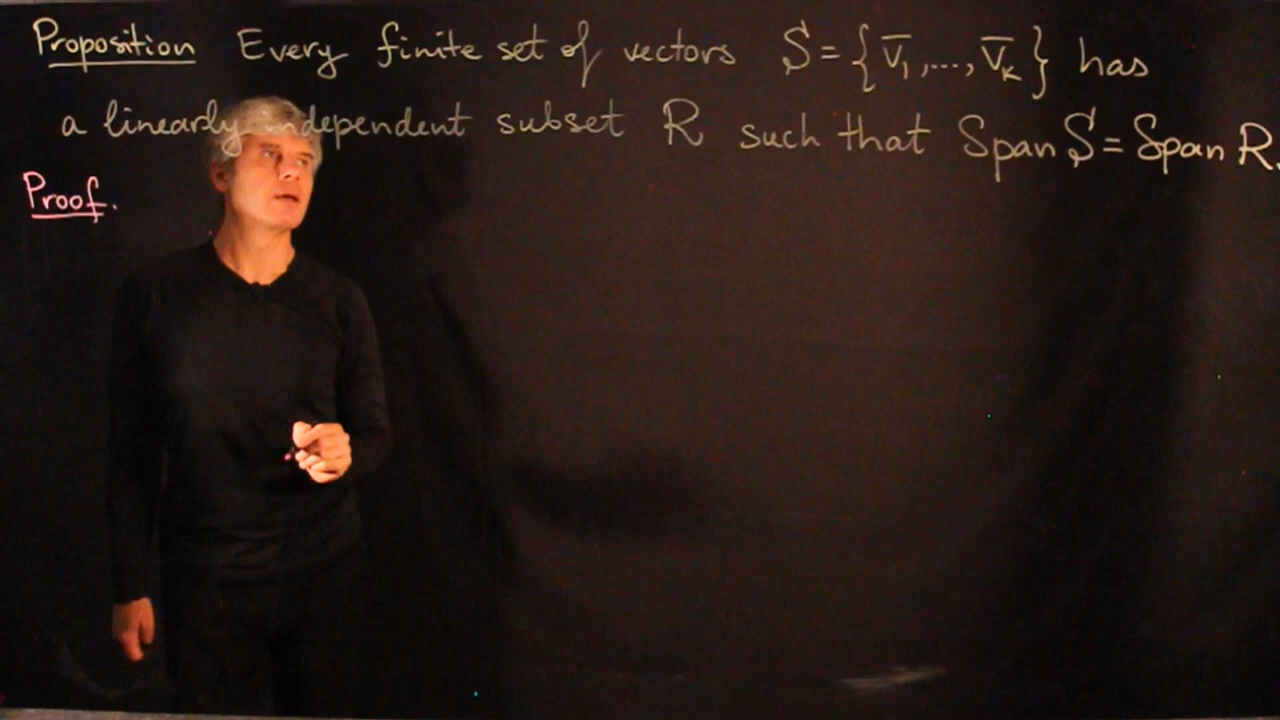 Proposition Every finite set of vectors S = {v̅₁,..., v̅ₖ} has
a linearly independent subset R such that Span S = Span R.
Proof.